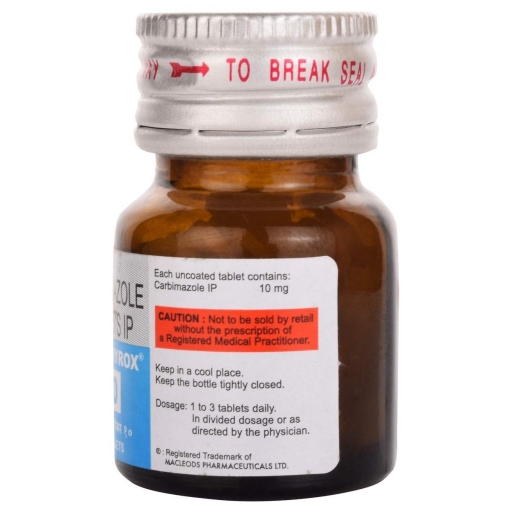 TO BREAK SEAL
Each uncoated tablet contains:
Carbimazole IP 10 mg
CAUTION : Not to be sold by retail
without the prescription of
a Registered Medical Practitioner.
Keep in a cool place.
Keep the bottle tightly closed.
Dosage: 1 to 3 tablets daily.
In divided dosage or as
directed by the physician.
® : Registered Trademark of
MACLEODS PHARMACEUTICALS LTD.
ZOLE
IP
YROX®